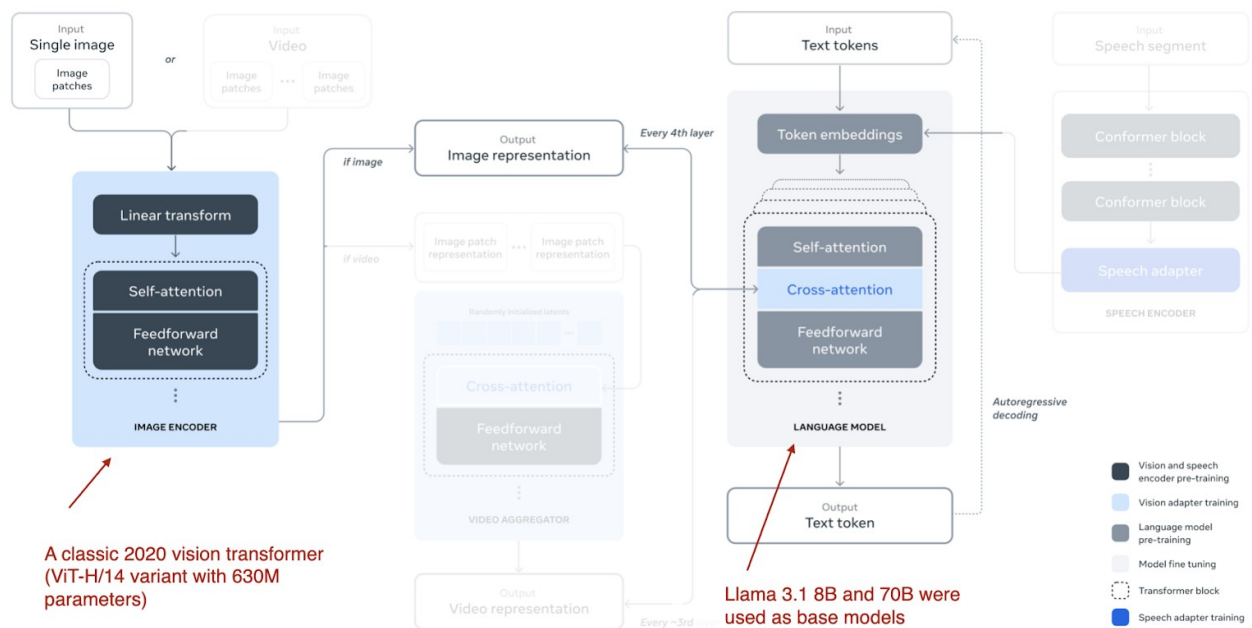 Input
Single image
Image
patches
or
Input
Video
Image
patches
...
Image
patches
Linear transform
Self-attention
Feedforward
network
IMAGE ENCODER
A classic 2020 vision transformer
(ViT-H/14 variant with 630M
parameters)
if image
if video
Output
Image representation
Image patch
representation
...
Image patch
representation
Randomly initialized latents
Cross-attention
Feedforward
network
VIDEO AGGREGATOR
Output
Video representation
Every 4th layer
Every ~3rd
Input
Text tokens
Token embeddings
Self-attention
Cross-attention
Feedforward
network
LANGUAGE MODEL
Output
Text token
Llama 3.1 8B and 70B were
used as base models
Autoregressive
decoding
Input
Speech segment
Conformer block
Conformer block
Speech adapter
SPEECH ENCODER
Vision and speech
encoder pre-training
Vision adapter training
Language model
pre-training
Model fine tuning
Transformer block
Speech adapter training